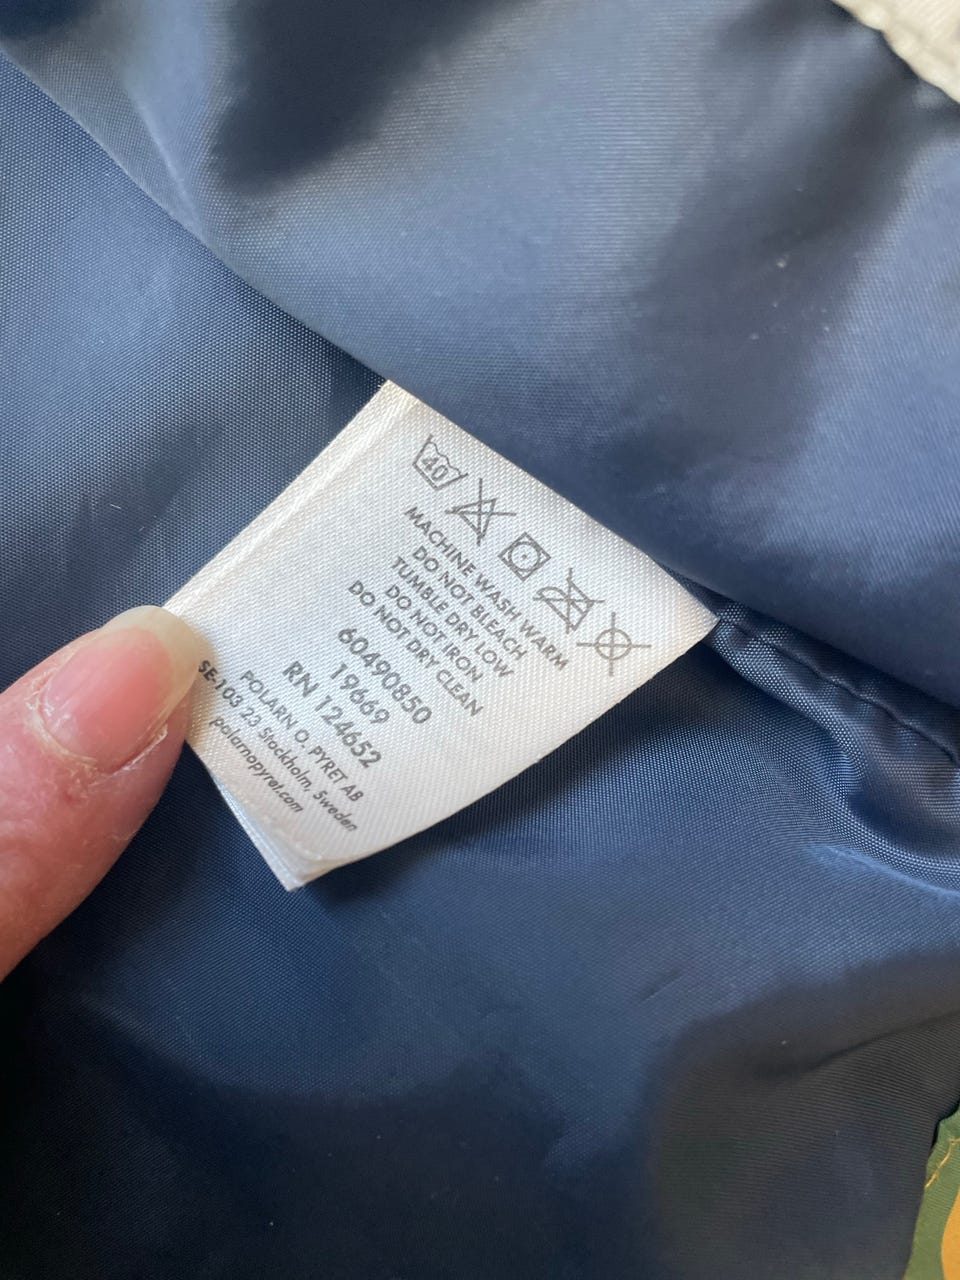 40
MACHINE WASH WARM
DO NOT BLEACH
TUMBLE DRY LOW
DO NOT IRON
DO NOT DRY CLEAN
60490850
19669
RN 124652
POLARN O. PYRET AB
SE-103 23 Stockholm, Sweden
polarnopyret.com